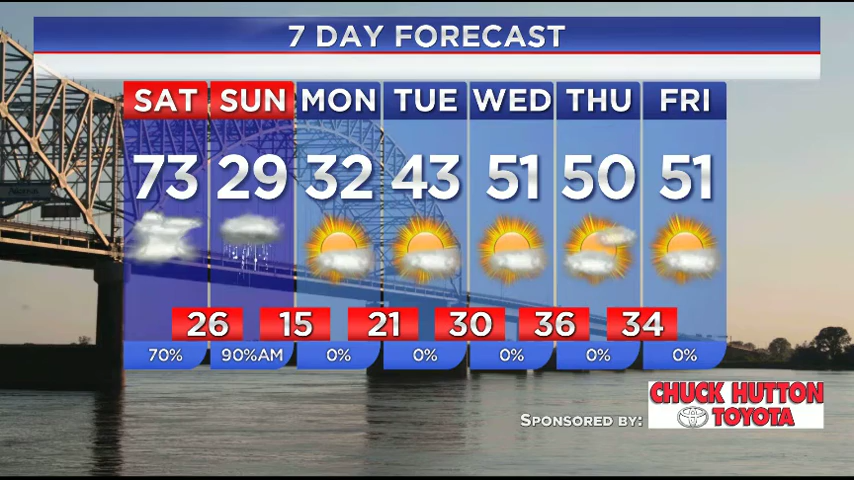 7 DAY FORECAST
SAT SUN MON TUE WED THU FRI
73 29 32 43 51 50 51
26 15 21 30 36 34
70% 90%AM 0% 0% 0% 0% 0%
SPONSORED BY:
CHUCK HUTTON
TOYOTA